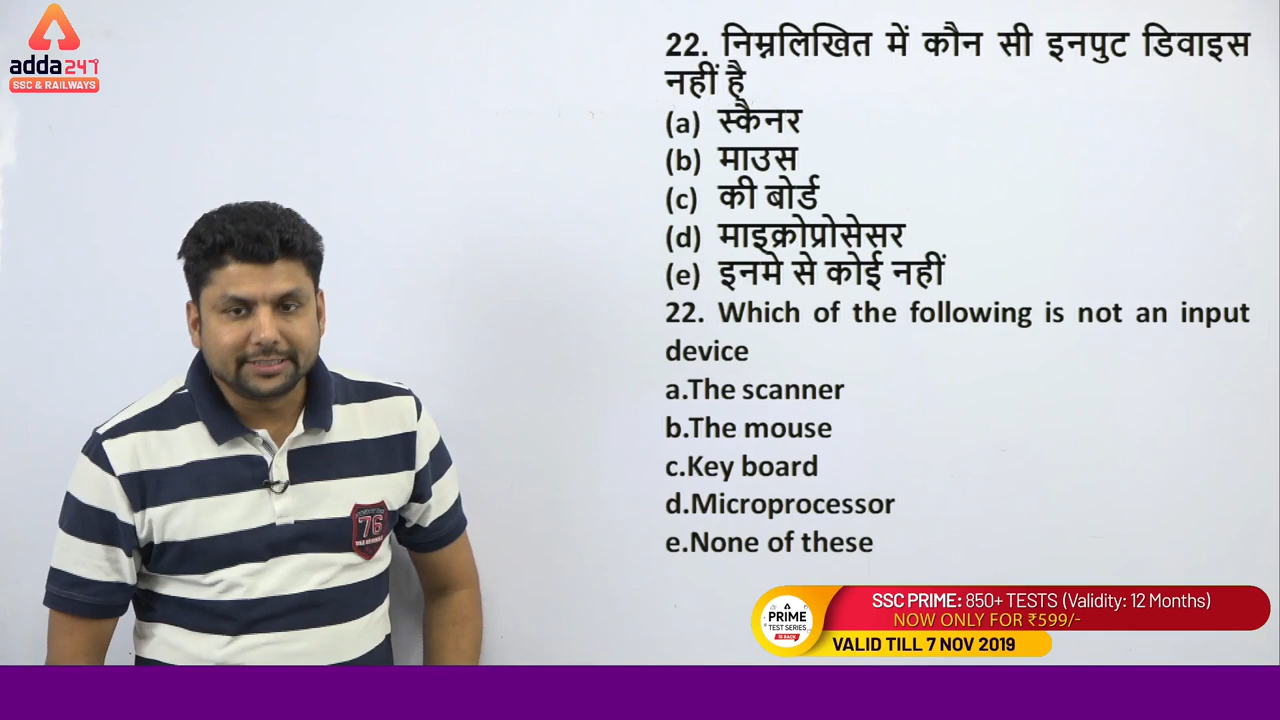 adda247
SSC & RAILWAYS
22. निम्नलिखित में कौन सी इनपुट डिवाइस
नहीं है
(a) स्कैनर
(b) माउस
(c) की बोर्ड
(d) माइक्रोप्रोसेसर
(e) इनमे से कोई नहीं
22. Which of the following is not an input
device
a.The scanner
b.The mouse
c.Key board
d.Microprocessor
e.None of these
76
PRIME
TEST SERIES
IS BACK
SSC PRIME: 850+ TESTS (Validity: 12 Months)
NOW ONLY FOR ₹599/-
VALID TILL 7 NOV 2019